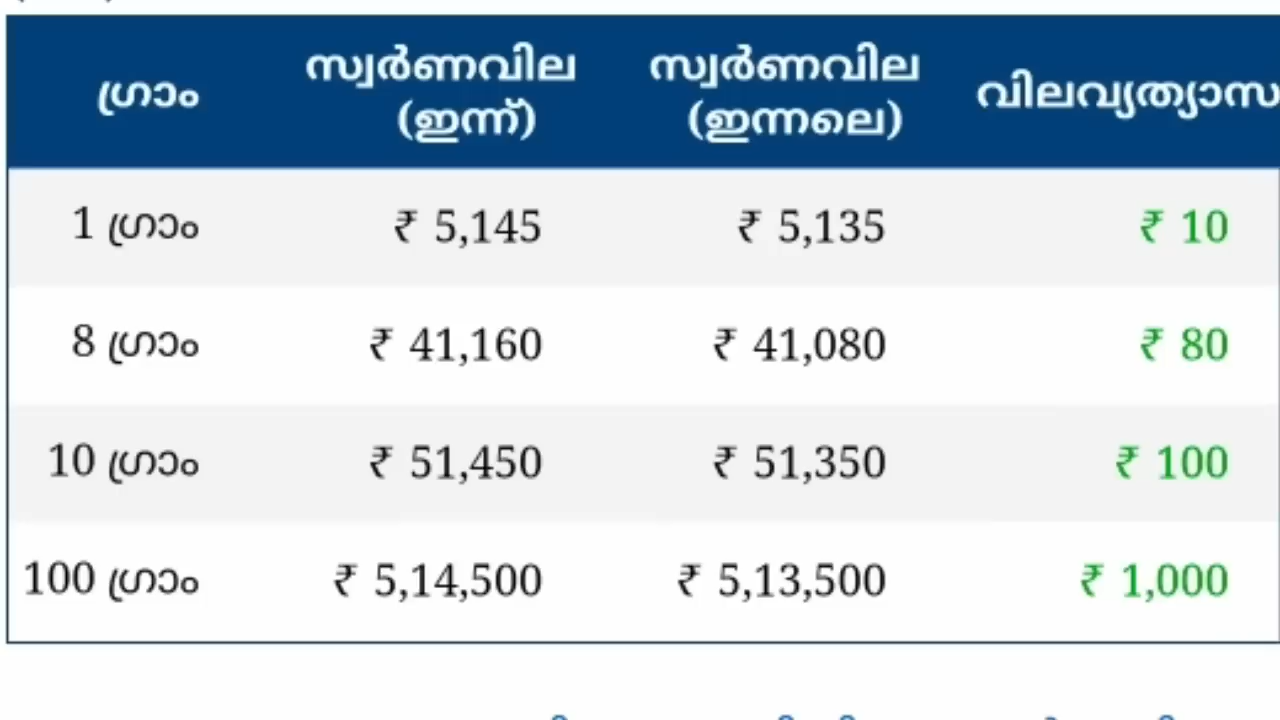 ഗ്രാം സ്വർണവില (ഇന്ന്) സ്വർണവില (ഇന്നലെ) വിലവ്യത്യാസ
1 ഗ്രാം ₹ 5,145 ₹ 5,135 ₹ 10
8 ഗ്രാം ₹ 41,160 ₹ 41,080 ₹ 80
10 ഗ്രാം ₹ 51,450 ₹ 51,350 ₹ 100
100 ഗ്രാം ₹ 5,14,500 ₹ 5,13,500 ₹ 1,000